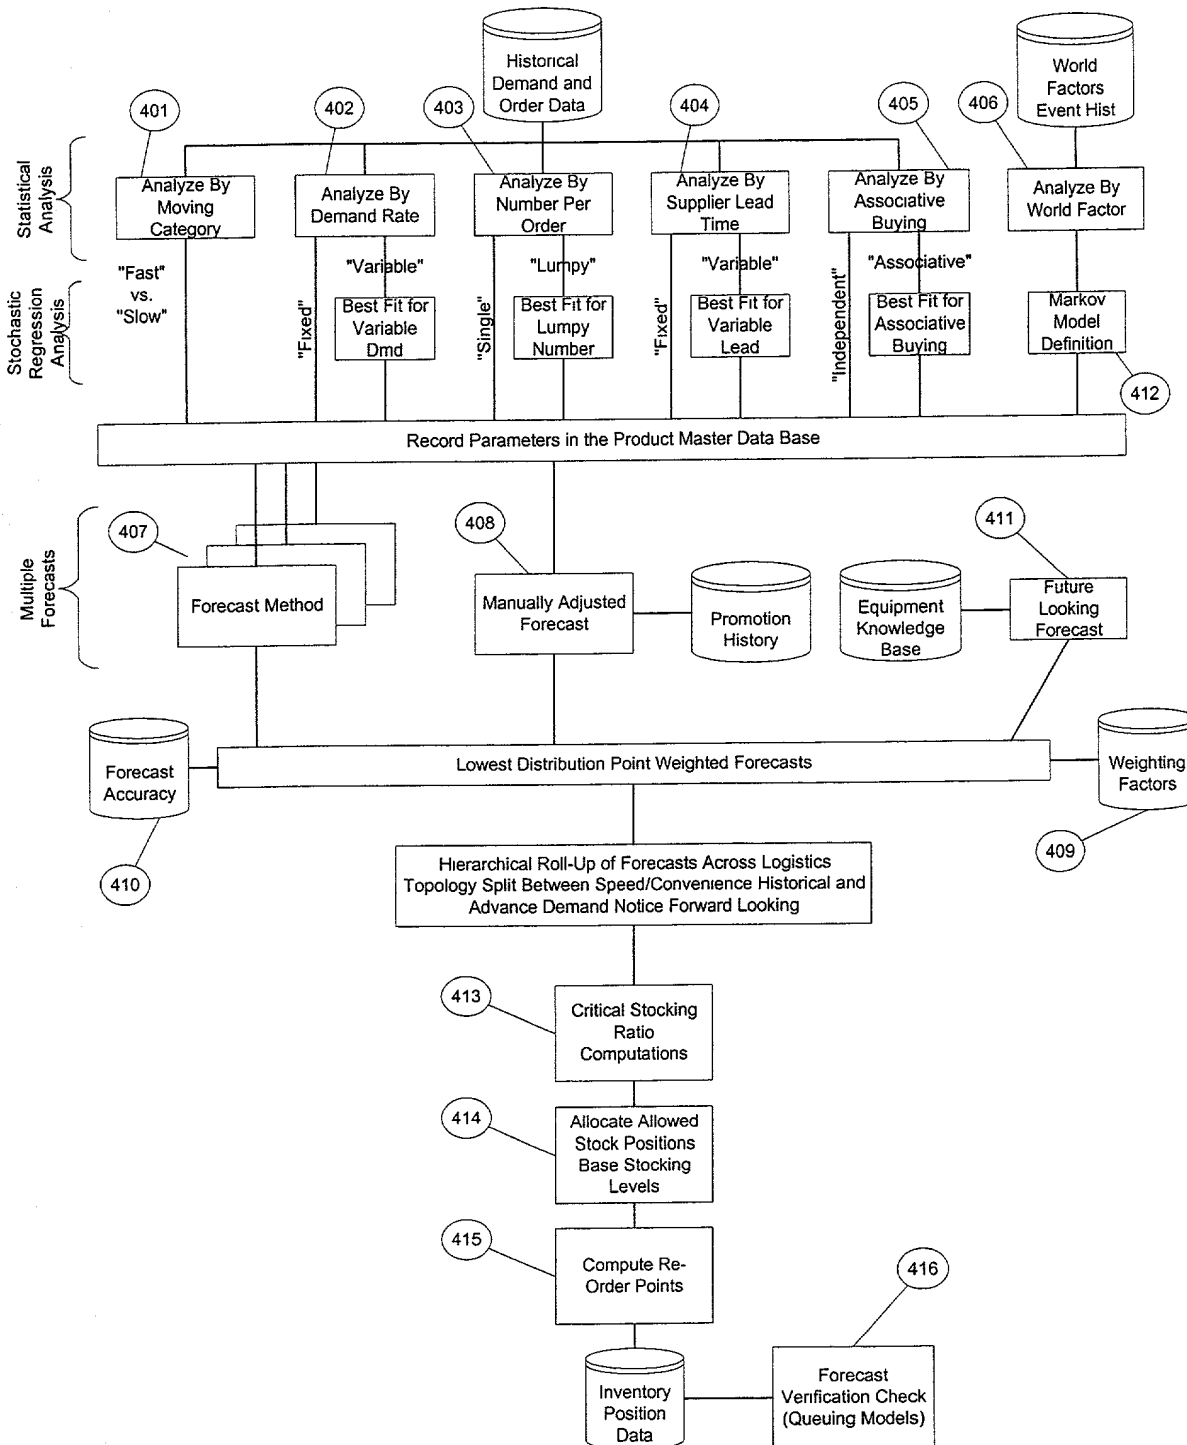 Historical
Demand and
Order Data
World
Factors
Event Hist
401
402
403
404
405
406
Statistical
Analysis
Analyze By
Moving
Category
Analyze By
Demand Rate
Analyze By
Number Per
Order
Analyze By
Supplier Lead
Time
Analyze By
Associative
Buying
Analyze By
World Factor
Stochastic
Regression
Analysis
"Fast"
vs.
"Slow"
"Fixed"
"Variable"
Best Fit for
Variable
Dmd
"Single"
"Lumpy"
Best Fit for
Lumpy
Number
"Fixed"
"Variable"
Best Fit for
Variable
Lead
"Independent"
"Associative"
Best Fit for
Associative
Buying
Markov
Model
Definition
412
Record Parameters in the Product Master Data Base
Multiple
Forecasts
407
Forecast Method
408
Manually Adjusted
Forecast
Promotion
History
Equipment
Knowledge
Base
411
Future
Looking
Forecast
Forecast
Accuracy
410
Lowest Distribution Point Weighted Forecasts
Weighting
Factors
409
Hierarchical Roll-Up of Forecasts Across Logistics
Topology Split Between Speed/Convenience Historical and
Advance Demand Notice Forward Looking
413
Critical Stocking
Ratio
Computations
414
Allocate Allowed
Stock Positions
Base Stocking
Levels
415
Compute Re-
Order Points
416
Inventory
Position
Data
Forecast
Verification Check
(Queuing Models)